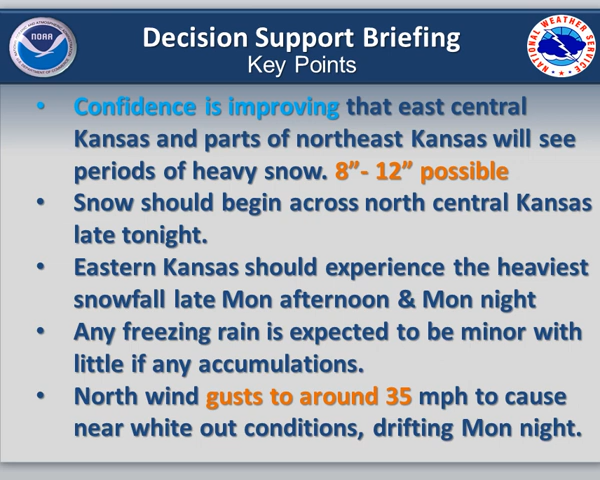 NOAA
NATIONAL WEATHER SERVICE
Decision Support Briefing
Key Points
• Confidence is improving that east central
Kansas and parts of northeast Kansas will see
periods of heavy snow. 8”- 12” possible
• Snow should begin across north central Kansas
late tonight.
• Eastern Kansas should experience the heaviest
snowfall late Mon afternoon & Mon night
• Any freezing rain is expected to be minor with
little if any accumulations.
• North wind gusts to around 35 mph to cause
near white out conditions, drifting Mon night.